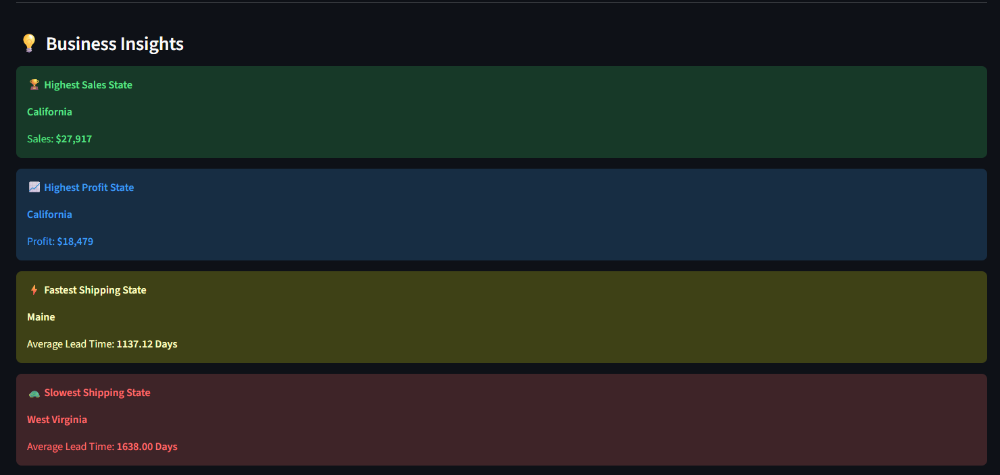 💡 Business Insights
🏆 Highest Sales State
California
Sales: $27,917
📈 Highest Profit State
California
Profit: $18,479
⚡ Fastest Shipping State
Maine
Average Lead Time: 1137.12 Days
🐢 Slowest Shipping State
West Virginia
Average Lead Time: 1638.00 Days